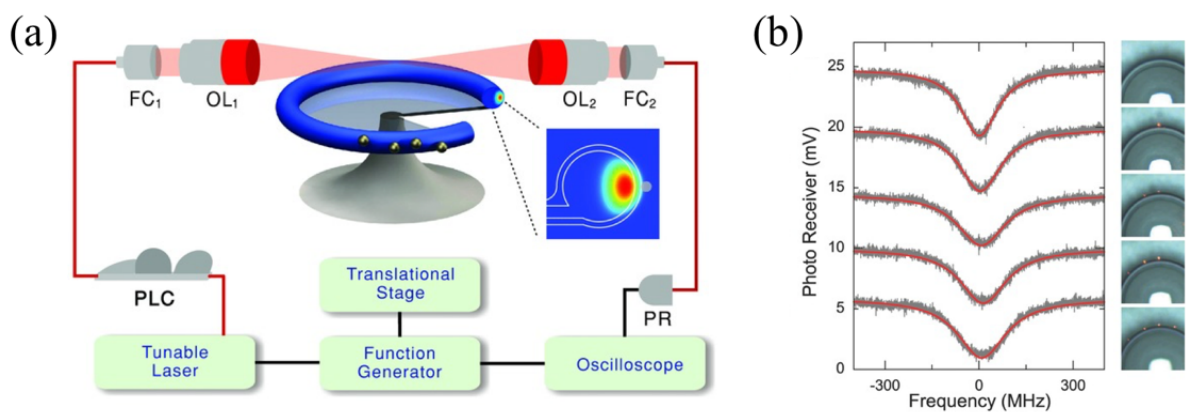 (a)
FC₁
OL₁
OL₂
FC₂
PLC
Translational
Stage
PR
Tunable
Laser
Function
Generator
Oscilloscope
(b)
Photo Receiver (mV)
25
20
15
10
5
0
-300
0
300
Frequency (MHz)